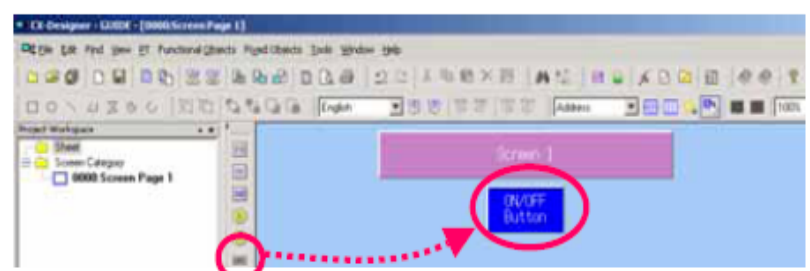 CX-Designer - GUIDE - [0000:Screen Page 1]
File Edit Find View PT Functional Objects Fixed Objects Tools Window Help
English
Address
100%
Project Workspace
Sheet
Screen Category
0000:Screen Page 1
Screen 1
ON/OFF
Button